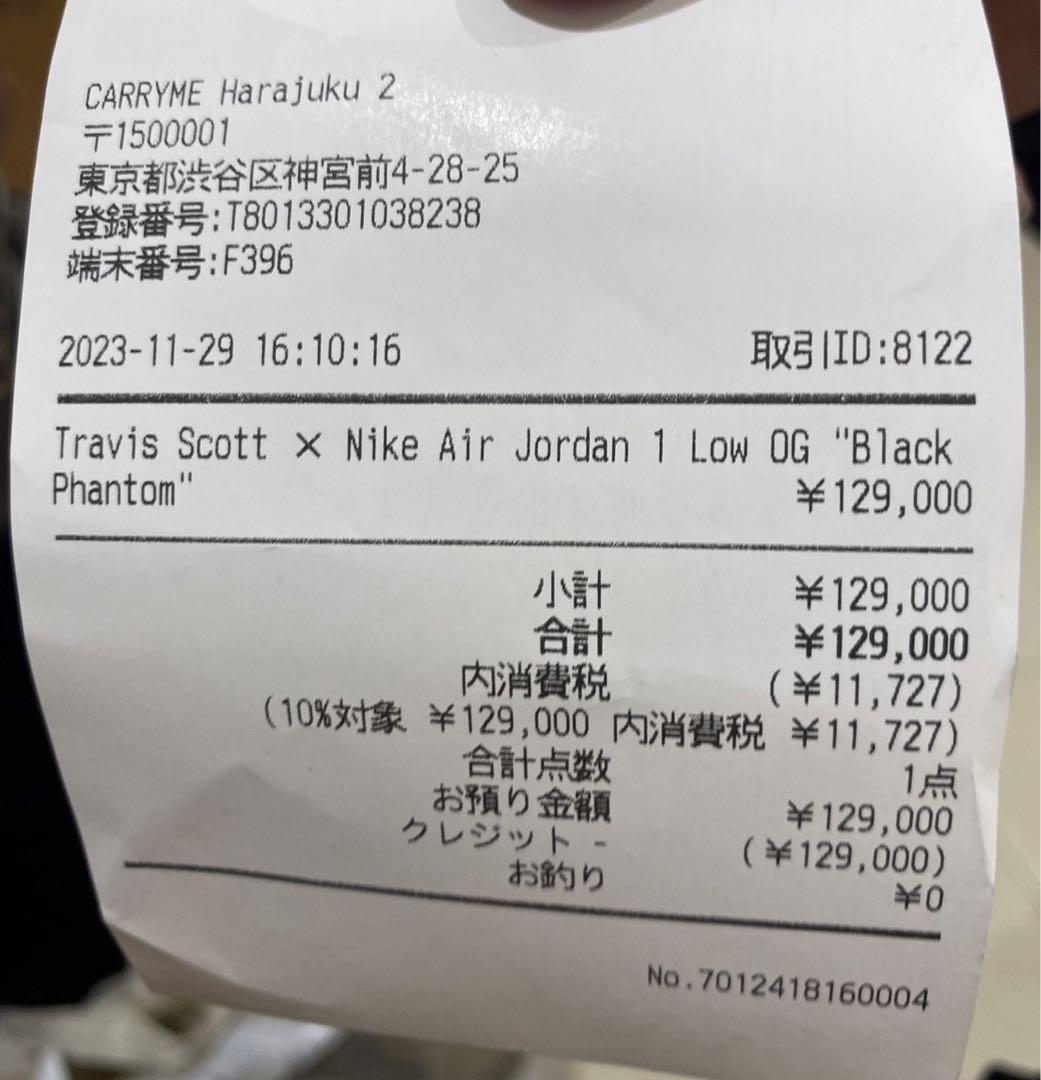 CARRYME Harajuku 2
〒1500001
東京都渋谷区神宮前4-28-25
登録番号:T8013301038238
端末番号:F396
2023-11-29 16:10:16 取引ID:8122
Travis Scott × Nike Air Jordan 1 Low OG "Black
Phantom" ¥129,000
小計 ¥129,000
合計 ¥129,000
内消費税 (¥11,727)
(10%対象 ¥129,000 内消費税 ¥11,727)
合計点数 1点
お預り金額 ¥129,000
クレジット - (¥129,000)
お釣り ¥0
No.7012418160004